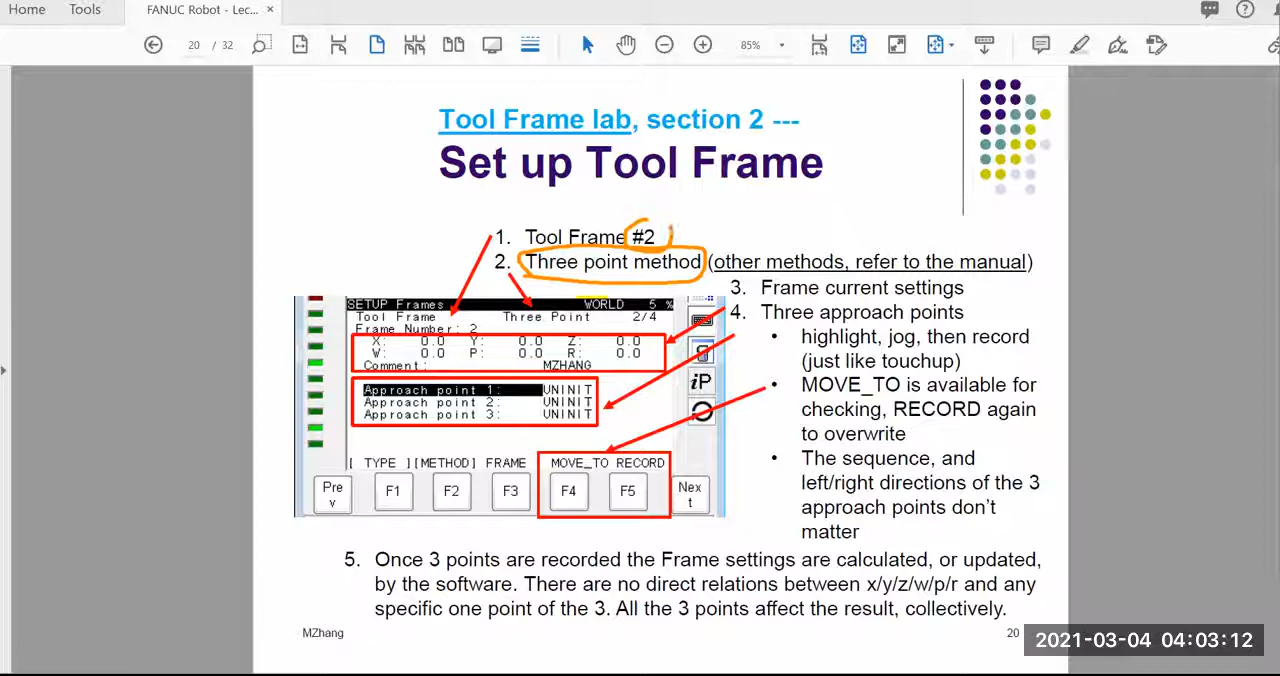 Home Tools FANUC Robot - Lec... ×
20 / 32 85%
Tool Frame lab, section 2 ---
Set up Tool Frame
1. Tool Frame #2
2. Three point method (other methods, refer to the manual)
3. Frame current settings
4. Three approach points
• highlight, jog, then record
(just like touchup)
• MOVE_TO is available for
checking, RECORD again
to overwrite
• The sequence, and
left/right directions of the 3
approach points don't
matter
SETUP Frames WORLD 5 %
Tool Frame Three Point 2/4
Frame Number: 2
X: 0.0 Y: 0.0 Z: 0.0
W: 0.0 P: 0.0 R: 0.0
Comment: MZHANG
Approach point 1: UNINIT
Approach point 2: UNINIT
Approach point 3: UNINIT
[ TYPE ][METHOD] FRAME MOVE_TO RECORD
Pre
v
F1 F2 F3 F4 F5
Nex
t
iP
5. Once 3 points are recorded the Frame settings are calculated, or updated,
by the software. There are no direct relations between x/y/z/w/p/r and any
specific one point of the 3. All the 3 points affect the result, collectively.
MZhang 20
2021-03-04 04:03:12